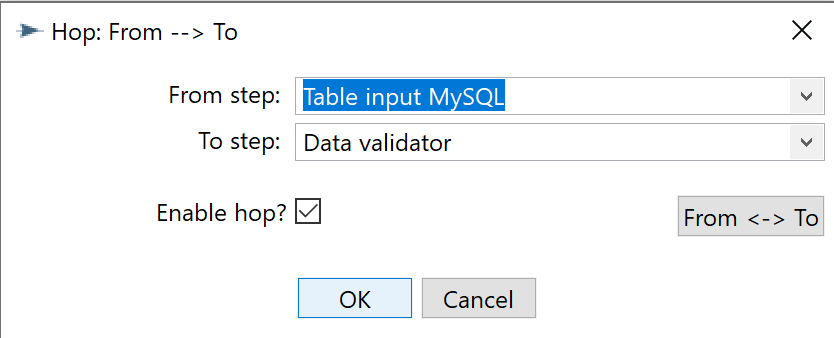 Hop: From --> To
From step: Table input MySQL
To step: Data validator
Enable hop? From <-> To
OK Cancel